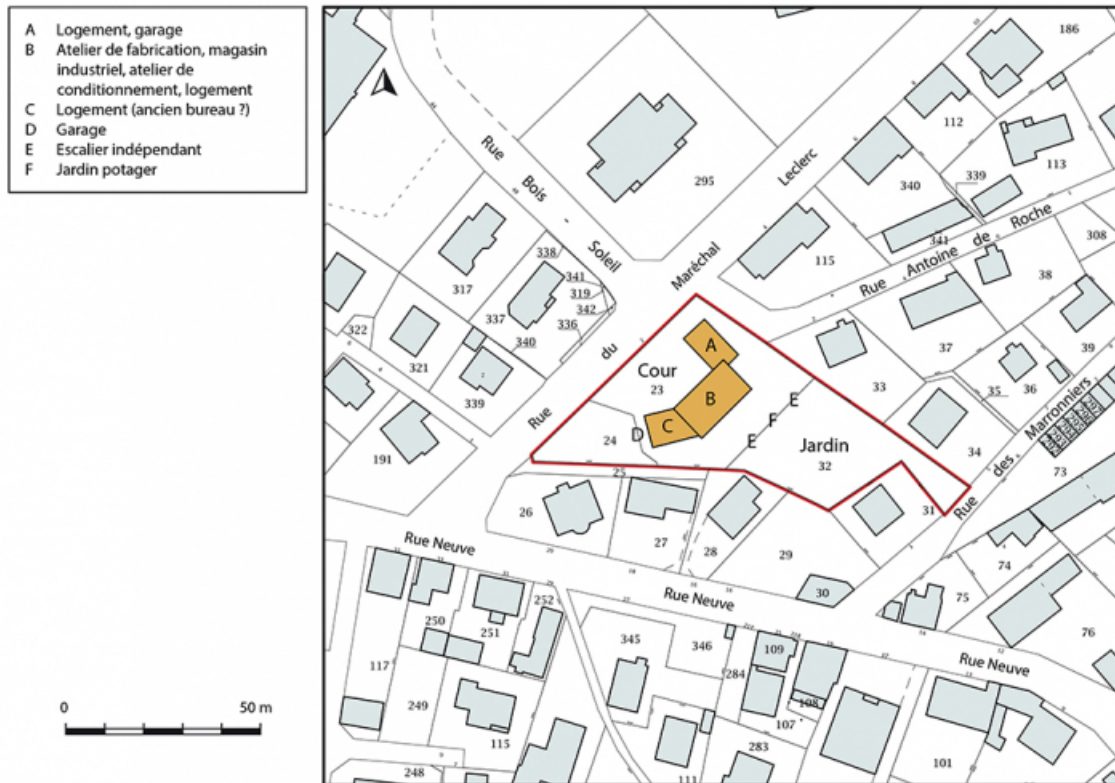 A Logement, garage
B Atelier de fabrication, magasin
industriel, atelier de
conditionnement, logement
C Logement (ancien bureau ?)
D Garage
E Escalier indépendant
F Jardin potager
0 50 m
186
112
113
Rue Bois Soleil
295
Rue du Maréchal Leclerc
340
339
341
Rue Antoine de Roche
308
338
341
319
342
336
317
337
340
115
38
322
321
339
37
39
A
Cour
23
B
E
33
35
36
C
D
F
E
24
Jardin
32
34
Rue des Marronniers
191
25
31
73
26
27
28
29
30
Rue Neuve
Rue Neuve
Rue Neuve
74
75
76
252
250
251
345
346
109
117
284
108
249
107
115
283
101
248
111